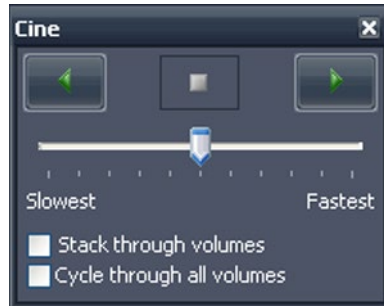 Cine
Slowest Fastest
Stack through volumes
Cycle through all volumes